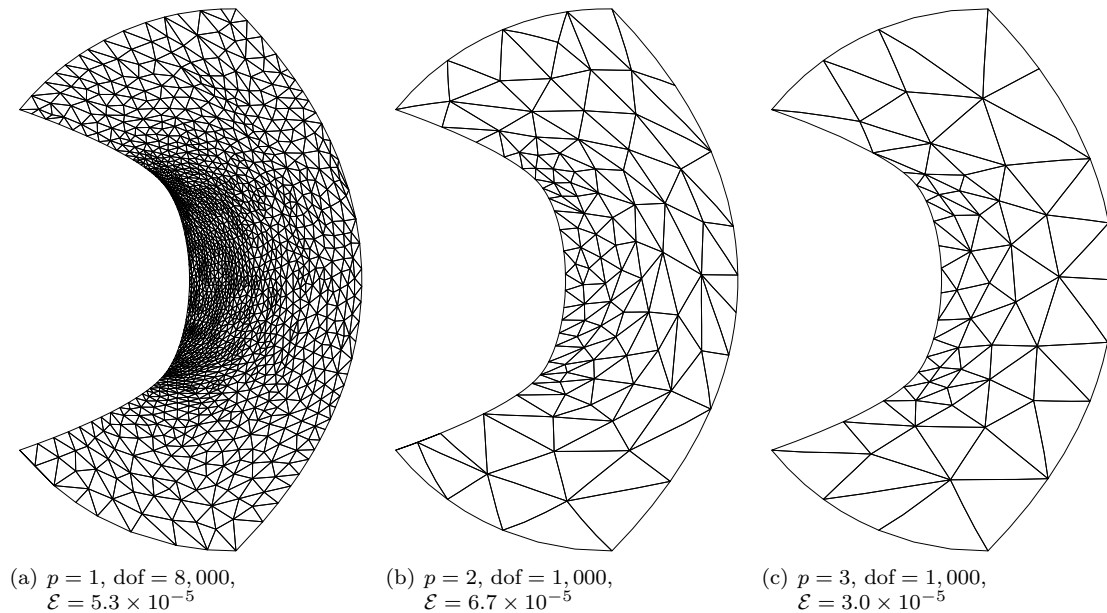 (a) p = 1, dof = 8, 000,
ℰ = 5.3 × 10⁻⁵
(b) p = 2, dof = 1, 000,
ℰ = 6.7 × 10⁻⁵
(c) p = 3, dof = 1, 000,
ℰ = 3.0 × 10⁻⁵